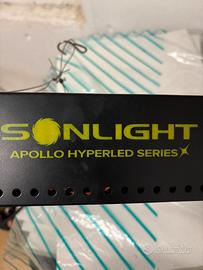 SONLIGHT
APOLLO HYPERLED SERIES X